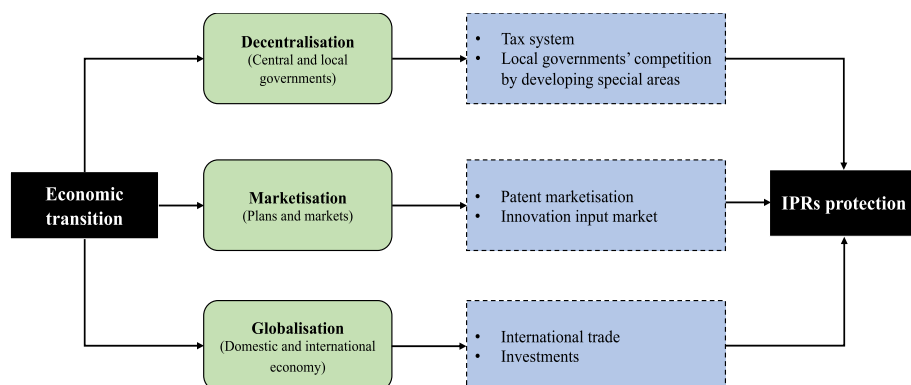 Decentralisation
(Central and local
governments)
• Tax system
• Local governments’ competition
by developing special areas
Economic
transition
Marketisation
(Plans and markets)
• Patent marketisation
• Innovation input market
IPRs protection
Globalisation
(Domestic and international
economy)
• International trade
• Investments